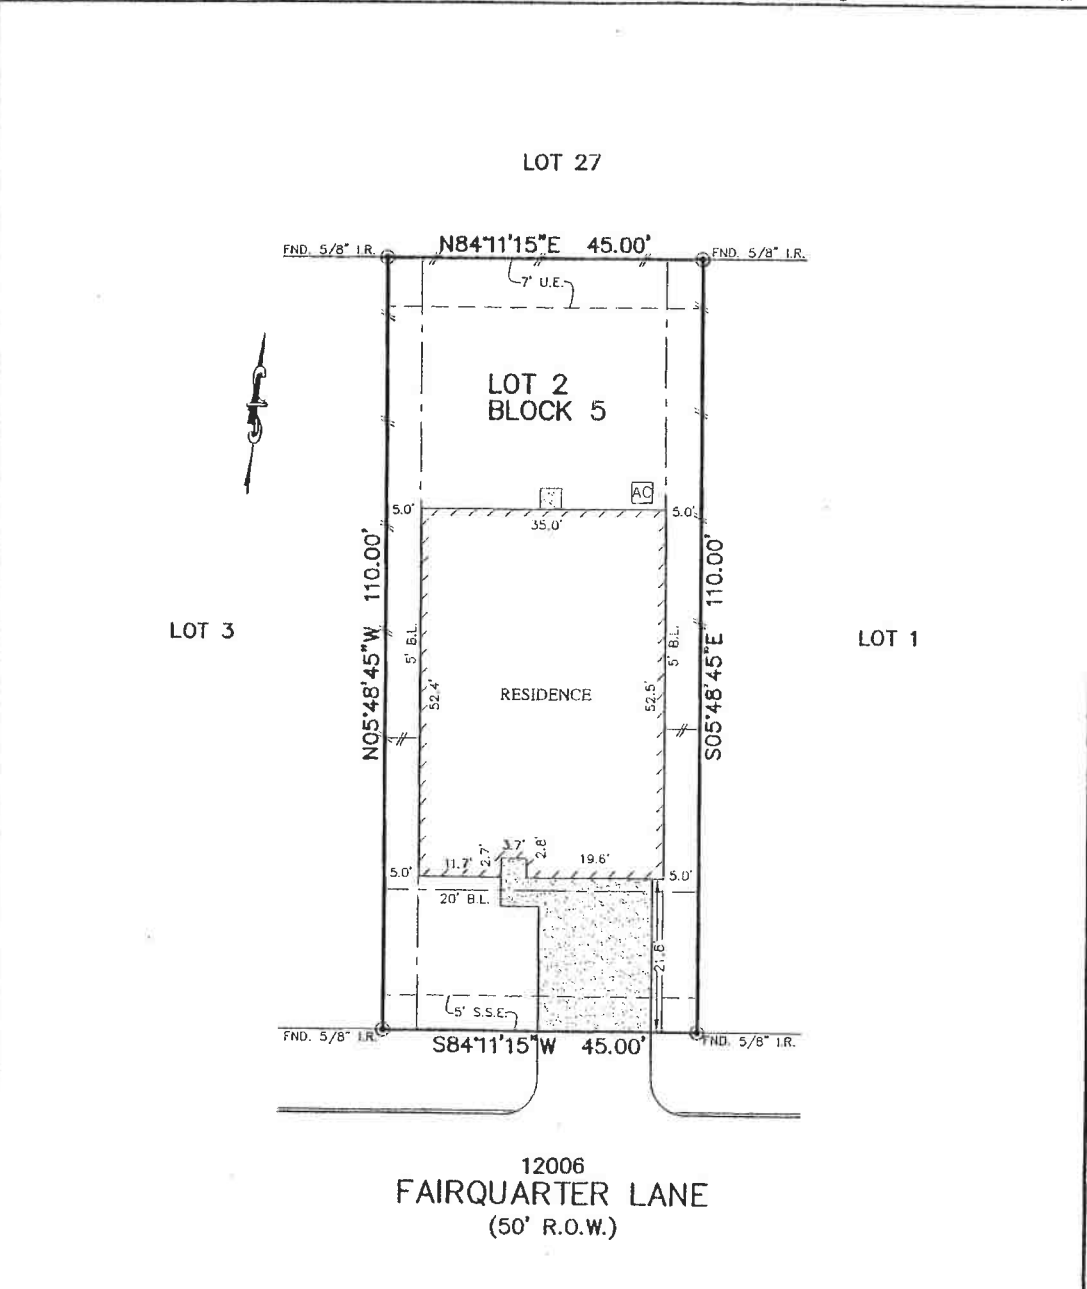 LOT 27
FND. 5/8" I.R.
N84°11'15"E 45.00'
FND. 5/8" I.R.
7' U.E.
LOT 2
BLOCK 5
AC
5.0'
35.0'
5.0'
N05°48'45"W 110.00'
S05°48'45"E 110.00'
LOT 3
5' B.L.
5' B.L.
LOT 1
52.4'
RESIDENCE
52.5'
11.7'
2.7'
3.7'
2.8'
19.6'
5.0'
5.0'
20' B.L.
21.6'
5' S.S.E.
FND. 5/8" I.R.
S84°11'15"W 45.00'
FND. 5/8" I.R.
12006
FAIRQUARTER LANE
(50' R.O.W.)